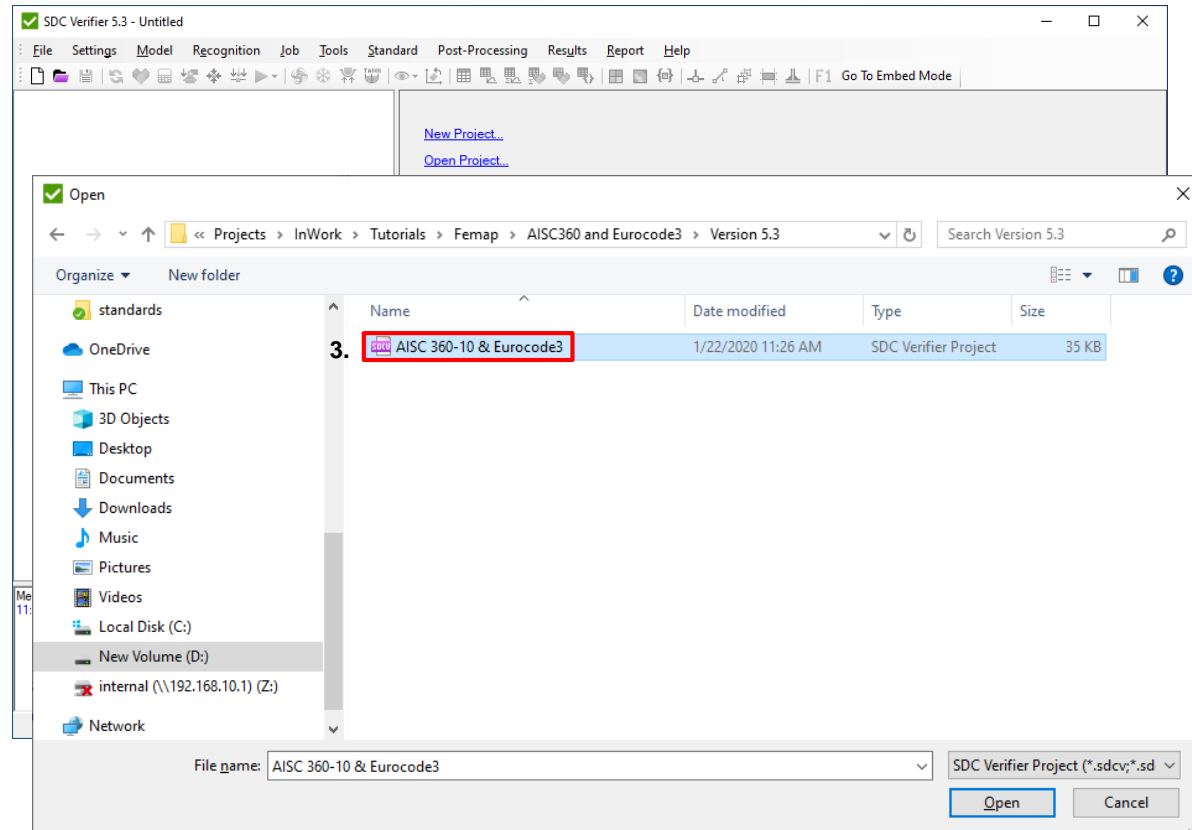 SDC Verifier 5.3 - Untitled
File Settings Model Recognition Job Tools Standard Post-Processing Results Report Help
F1 Go To Embed Mode
New Project...
Open Project...
Open
« Projects > InWork > Tutorials > Femap > AISC360 and Eurocode3 > Version 5.3
Search Version 5.3
Organize New folder
standards
OneDrive
This PC
3D Objects
Desktop
Documents
Downloads
Music
Pictures
Videos
Local Disk (C:)
New Volume (D:)
internal (\\192.168.10.1) (Z:)
Network
Name Date modified Type Size
3. AISC 360-10 & Eurocode3 1/22/2020 11:26 AM SDC Verifier Project 35 KB
Me
11:
File name: AISC 360-10 & Eurocode3 SDC Verifier Project (*.sdcv;*.sd
Open Cancel